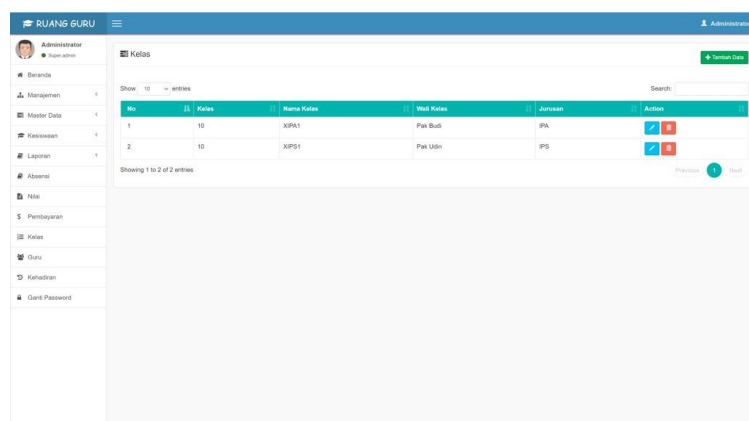 RUANG GURU
Administrator
Administrator
Super admin
Beranda
Manajemen
Master Data
Kesiswaan
Laporan
Absensi
Nilai
$ Pembayaran
Kelas
Guru
Kehadiran
Ganti Password
Kelas
+ Tambah Data
Show 10 entries
Search:
No Kelas Nama Kelas Wali Kelas Jurusan Action
1 10 XIPA1 Pak Budi IPA
2 10 XIPS1 Pak Udin IPS
Showing 1 to 2 of 2 entries
Previous 1 Next